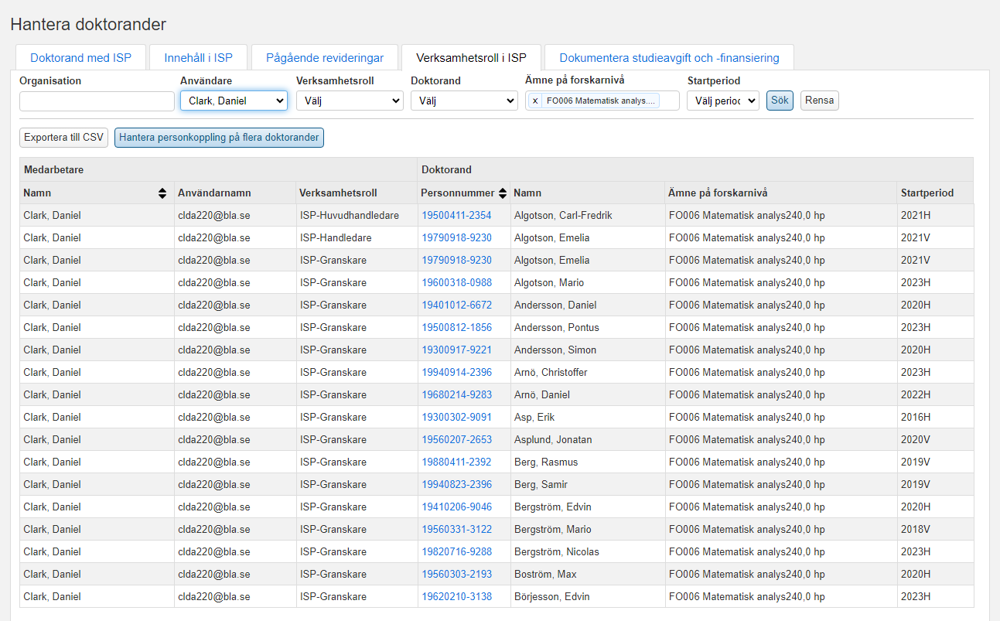 Hantera doktorander
Doktorand med ISP Innehåll i ISP Pågående revideringar Verksamhetsroll i ISP Dokumentera studieavgift och -finansiering
Organisation Användare Verksamhetsroll Doktorand Ämne på forskarnivå Startperiod
Clark, Daniel Välj Välj × FO006 Matematisk analys.... Välj perioc Sök Rensa
Exportera till CSV Hantera personkoppling på flera doktorander
Medarbetare Doktorand
Namn Användarnamn Verksamhetsroll Personnummer Namn Ämne på forskarnivå Startperiod
Clark, Daniel clda220@bla.se ISP-Huvudhandledare 19500411-2354 Algotson, Carl-Fredrik FO006 Matematisk analys240,0 hp 2021H
Clark, Daniel clda220@bla.se ISP-Handledare 19790918-9230 Algotson, Emelia FO006 Matematisk analys240,0 hp 2021V
Clark, Daniel clda220@bla.se ISP-Granskare 19790918-9230 Algotson, Emelia FO006 Matematisk analys240,0 hp 2021V
Clark, Daniel clda220@bla.se ISP-Granskare 19600318-0988 Algotson, Mario FO006 Matematisk analys240,0 hp 2023H
Clark, Daniel clda220@bla.se ISP-Granskare 19401012-6672 Andersson, Daniel FO006 Matematisk analys240,0 hp 2020H
Clark, Daniel clda220@bla.se ISP-Granskare 19500812-1856 Andersson, Pontus FO006 Matematisk analys240,0 hp 2023H
Clark, Daniel clda220@bla.se ISP-Granskare 19300917-9221 Andersson, Simon FO006 Matematisk analys240,0 hp 2020H
Clark, Daniel clda220@bla.se ISP-Granskare 19940914-2396 Arnö, Christoffer FO006 Matematisk analys240,0 hp 2023H
Clark, Daniel clda220@bla.se ISP-Granskare 19680214-9283 Arnö, Daniel FO006 Matematisk analys240,0 hp 2022H
Clark, Daniel clda220@bla.se ISP-Granskare 19300302-9091 Asp, Erik FO006 Matematisk analys240,0 hp 2016H
Clark, Daniel clda220@bla.se ISP-Granskare 19560207-2653 Asplund, Jonatan FO006 Matematisk analys240,0 hp 2020V
Clark, Daniel clda220@bla.se ISP-Granskare 19880411-2392 Berg, Rasmus FO006 Matematisk analys240,0 hp 2019V
Clark, Daniel clda220@bla.se ISP-Granskare 19940823-2396 Berg, Samir FO006 Matematisk analys240,0 hp 2019V
Clark, Daniel clda220@bla.se ISP-Granskare 19410206-9046 Bergström, Edvin FO006 Matematisk analys240,0 hp 2020H
Clark, Daniel clda220@bla.se ISP-Granskare 19560331-3122 Bergström, Mario FO006 Matematisk analys240,0 hp 2018V
Clark, Daniel clda220@bla.se ISP-Granskare 19820716-9288 Bergström, Nicolas FO006 Matematisk analys240,0 hp 2023H
Clark, Daniel clda220@bla.se ISP-Granskare 19560303-2193 Boström, Max FO006 Matematisk analys240,0 hp 2020H
Clark, Daniel clda220@bla.se ISP-Granskare 19620210-3138 Börjesson, Edvin FO006 Matematisk analys240,0 hp 2023H